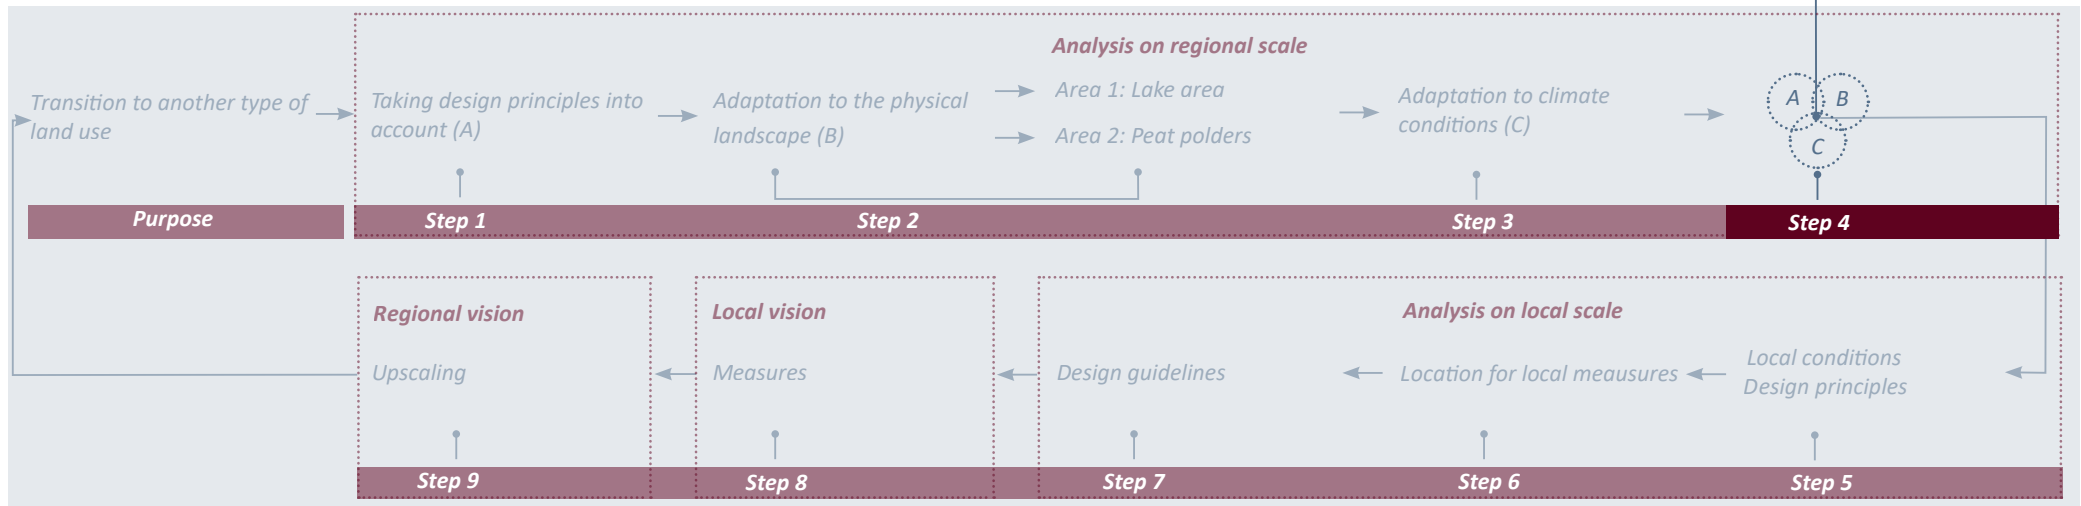 Analysis on regional scale
Transition to another type of
land use
Taking design principles into
account (A)
Adaptation to the physical
landscape (B)
Area 1: Lake area
Area 2: Peat polders
Adaptation to climate
conditions (C)
A
B
C
Purpose
Step 1
Step 2
Step 3
Step 4
Regional vision
Upscaling
Local vision
Measures
Analysis on local scale
Design guidelines
Location for local meausures
Local conditions
Design principles
Step 9
Step 8
Step 7
Step 6
Step 5